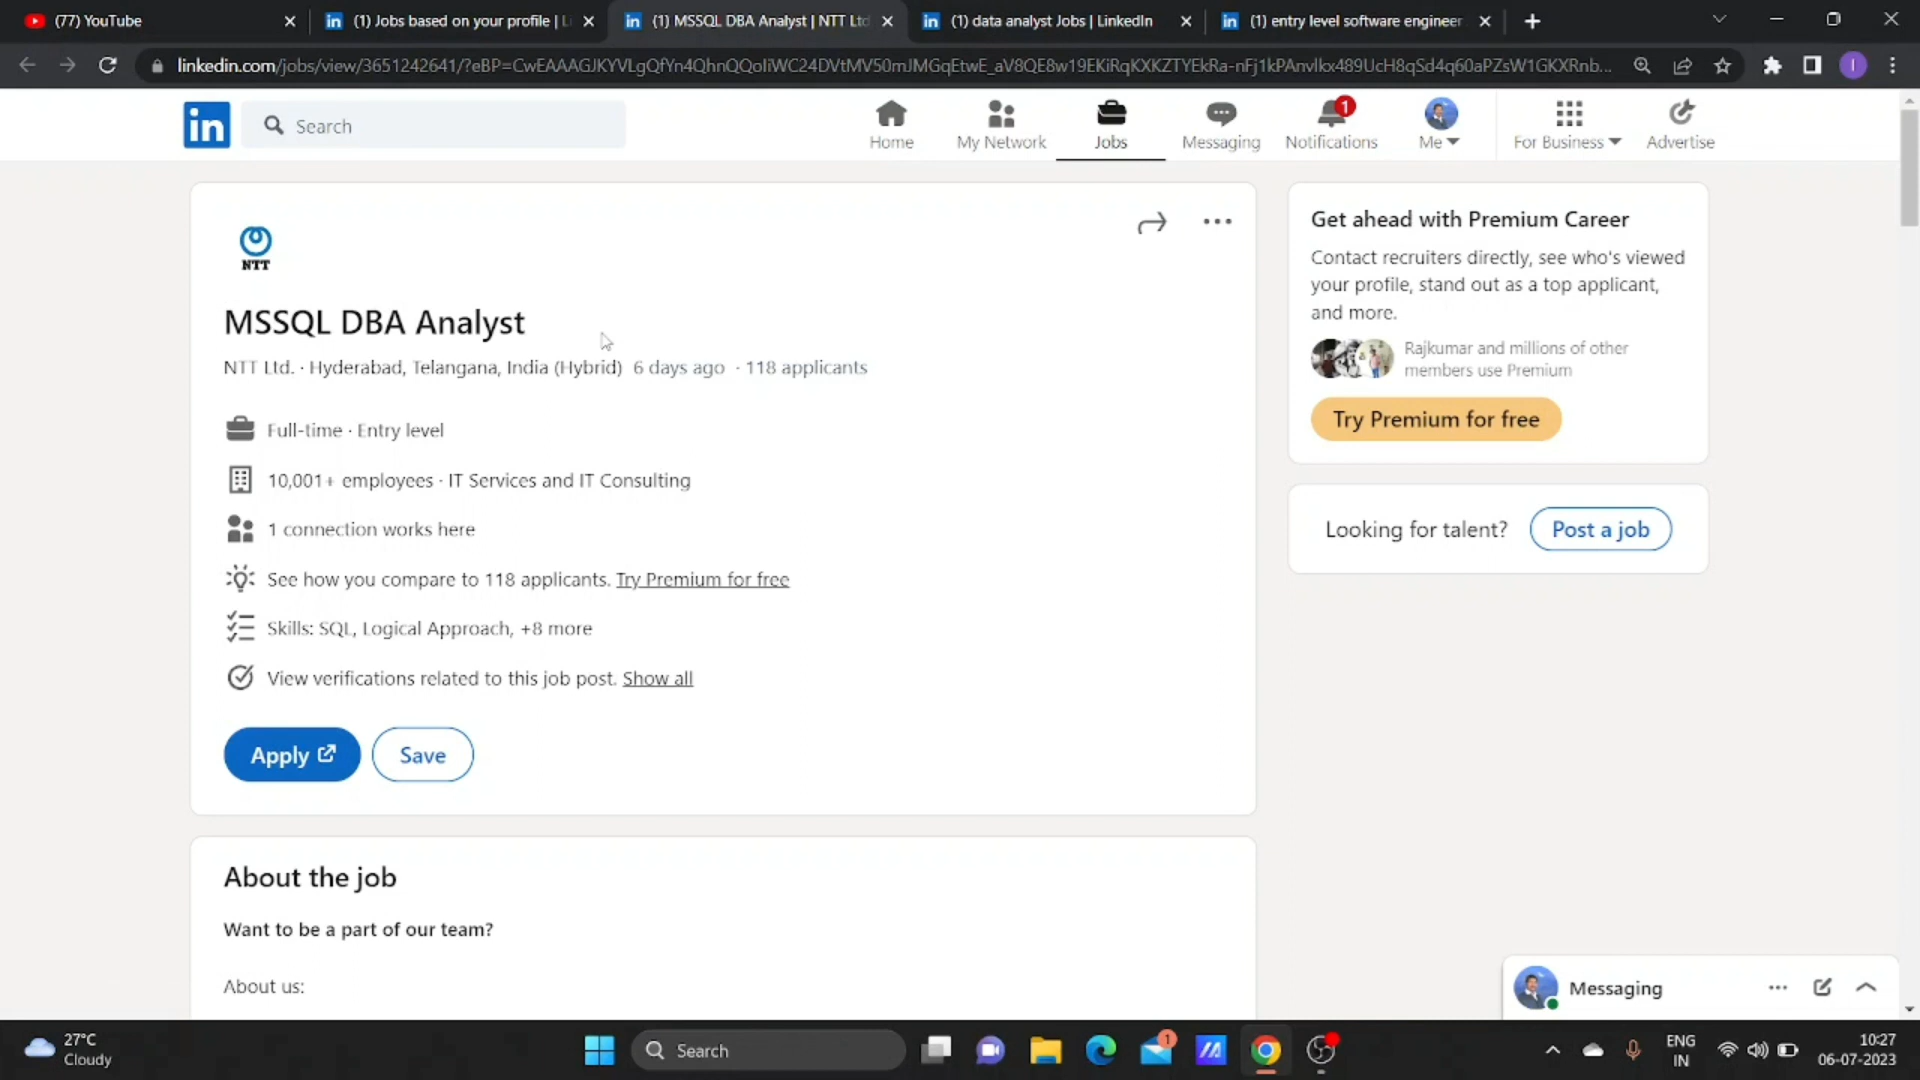 (77) YouTube
(1) Jobs based on your profile | L
(1) MSSQL DBA Analyst | NTT Ltd
(1) data analyst Jobs | LinkedIn
(1) entry level software engineer
linkedin.com/jobs/view/3651242641/
in
Search
Home
My Network
Jobs
Messaging
1
Notifications
Me
For Business
Advertise
NTT
MSSQL DBA Analyst
NTT Ltd. · Hyderabad, Telangana, India (Hybrid) 6 days ago · 118 applicants
Full-time · Entry level
10,001+ employees · IT Services and IT Consulting
1 connection works here
See how you compare to 118 applicants. Try Premium for free
Skills: SQL, Logical Approach, +8 more
View verifications related to this job post. Show all
Apply
Save
About the job
Want to be a part of our team?
About us:
Get ahead with Premium Career
Contact recruiters directly, see who's viewed
your profile, stand out as a top applicant,
and more.
Rajkumar and millions of other
members use Premium
Try Premium for free
Looking for talent?
Post a job
Messaging
27°C
Cloudy
Search
1
ENG
IN
10:27
06-07-2023